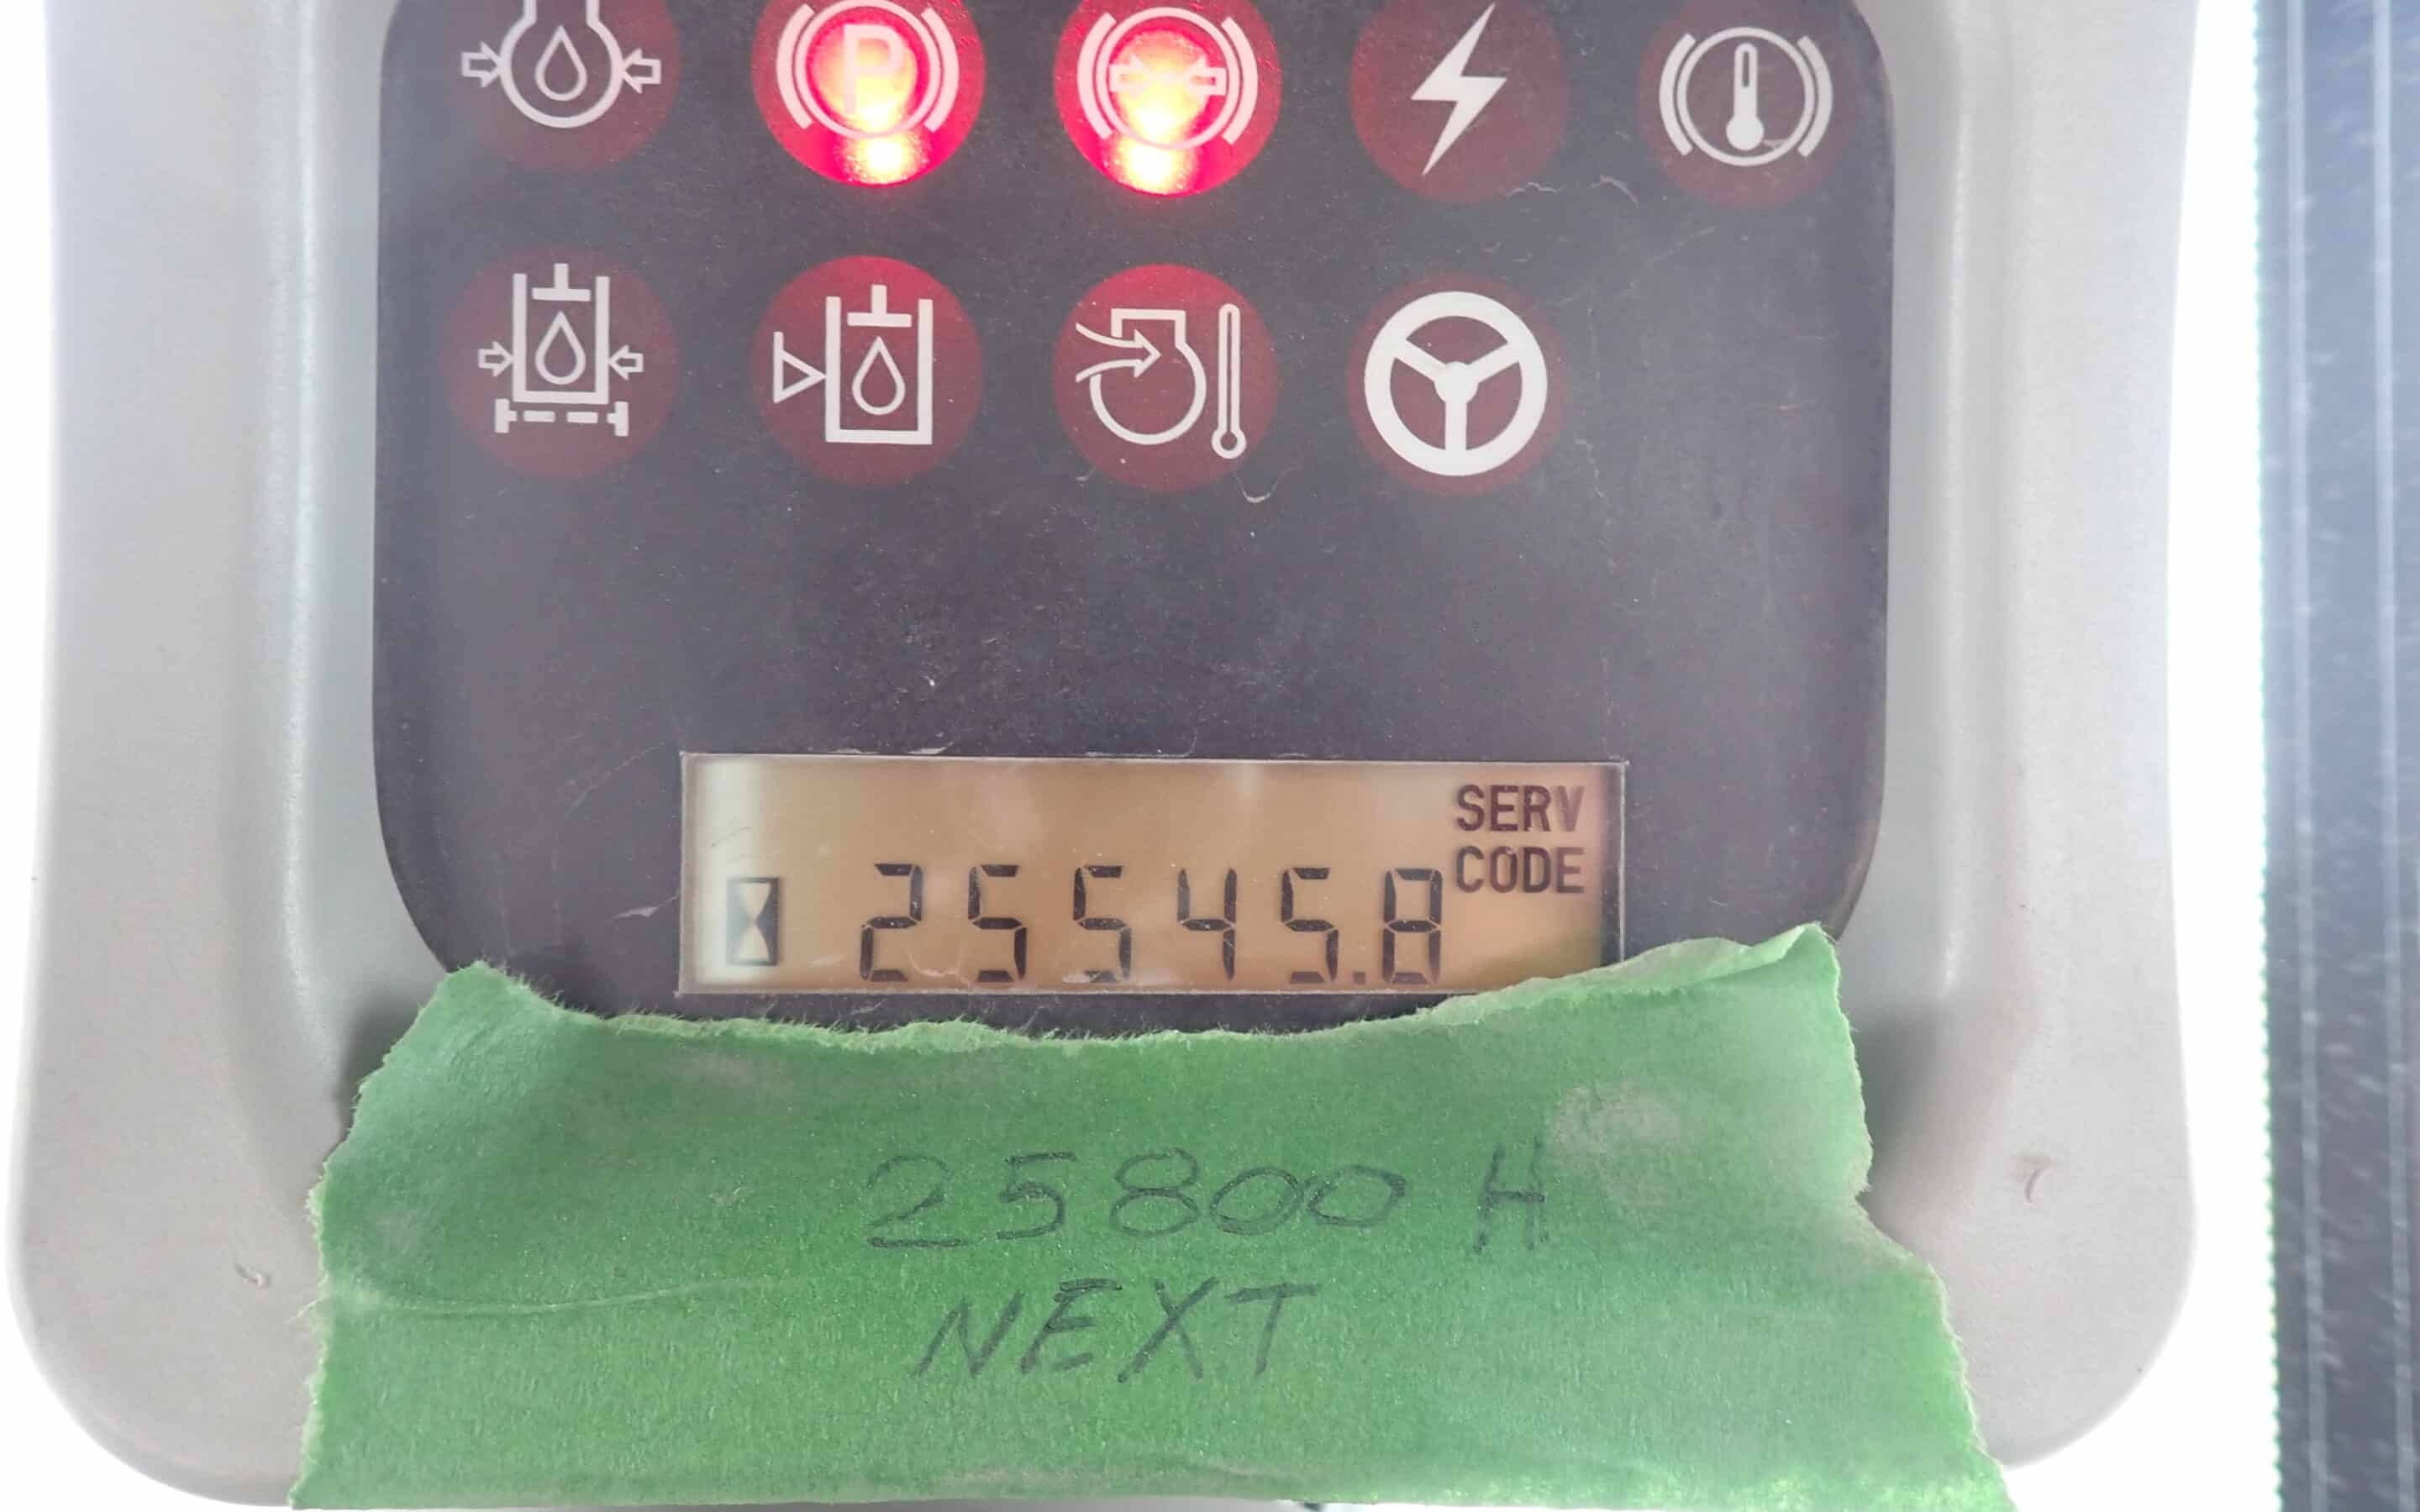 P
SERV
CODE
25545.8
25800 H
NEXT